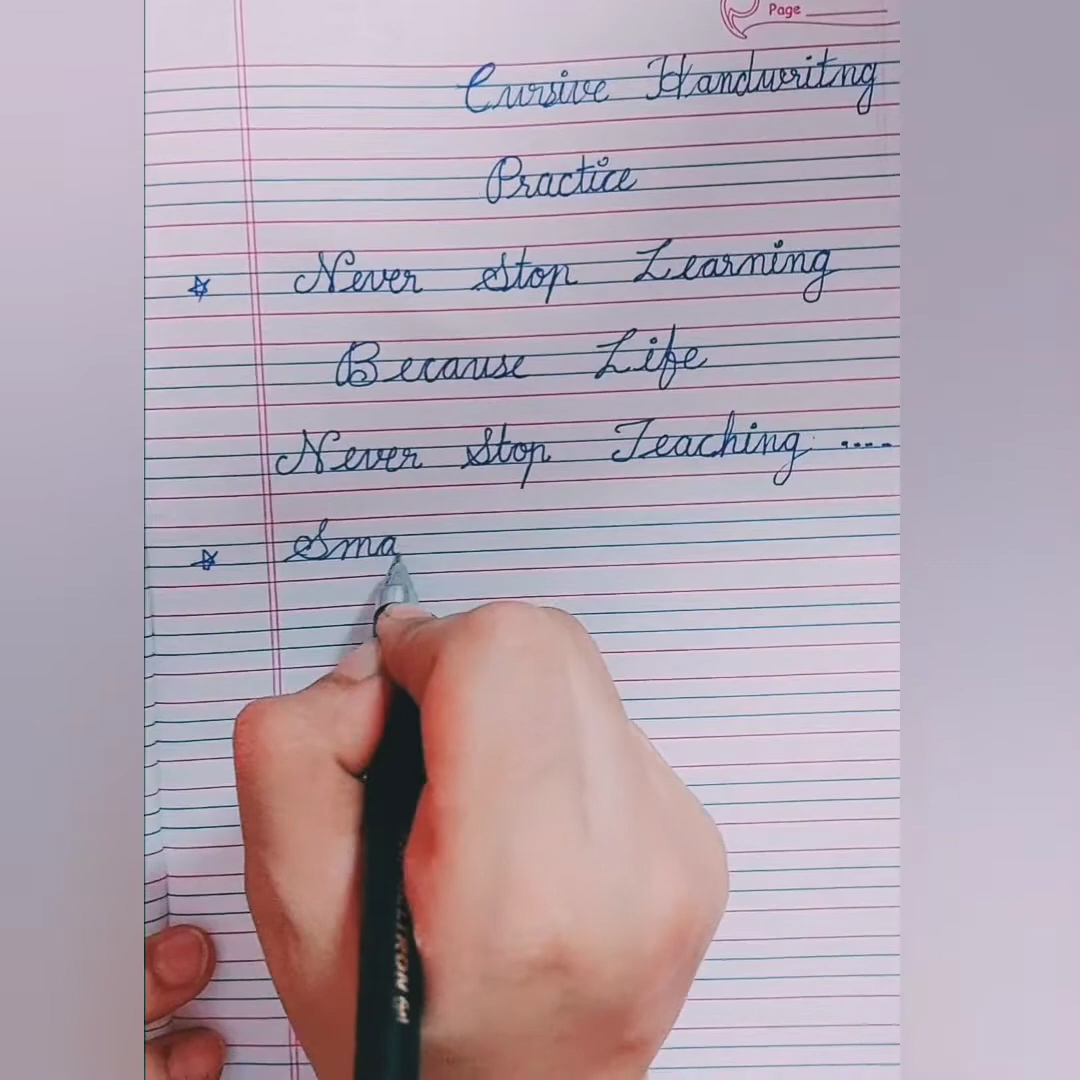 Page
Cursive Handwritng
Practice
☆ Never Stop Learning
Because Life
Never Stop Teaching ....
☆ Sma